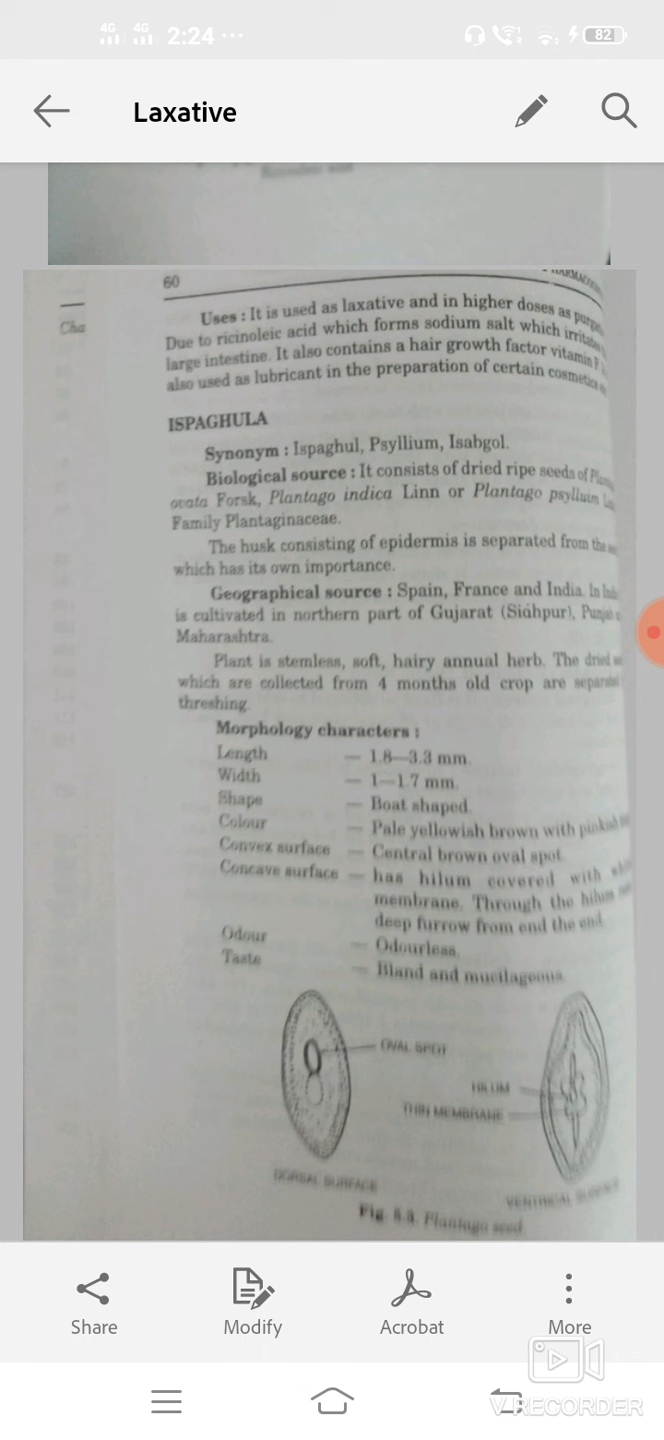 4G 4G 2:24 ... 82
Laxative
60
Cha
Uses : It is used as laxative and in higher doses as
Due to ricinoleic acid which forms sodium salt which
large intestine. It also contains a hair growth factor vitamin
also used as lubricant in the preparation of certain
ISPAGHULA
Synonym : Ispaghul, Psyllium, Isabgol.
Biological source : It consists of dried ripe seeds of
ovata Forsk, Plantago indica Linn or Plantago
Family Plantaginaceae.
The husk consisting of epidermis is separated from the
which has its own importance.
Geographical source : Spain, France and India. In
is cultivated in northern part of Gujarat (Sidhpur),
Maharashtra.
Plant is stemless, soft, hairy annual herb. The dried
which are collected from 4 months old crop are
threshing.
Morphology characters :
Length — 1.8—3.3 mm.
Width — 1—1.7 mm.
Shape — Boat shaped.
Colour — Pale yellowish brown with
Convex surface — Central brown oval spot.
Concave surface — has hilum covered with
membrane. Through the hilum
deep furrow from end the end.
Odour — Odourless.
Taste — Bland and mucilageous.
OVAL SPOT
HILUM
THIN MEMBRANE
DORSAL SURFACE
Fig. Plantago seed.
Share Modify Acrobat More
V RECORDER